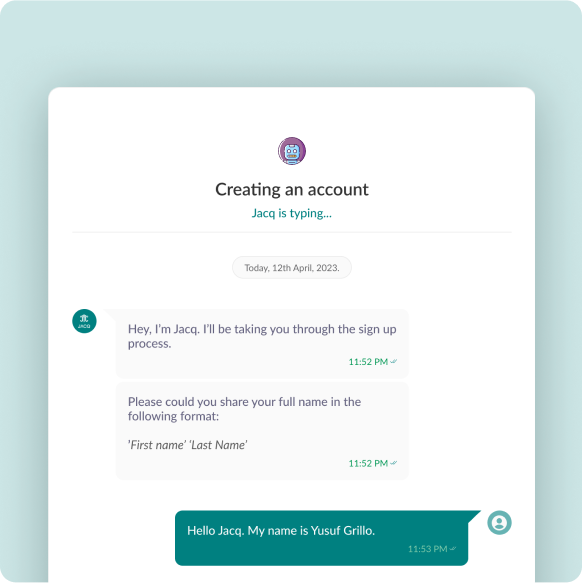 Creating an account
Jacq is typing...
Today, 12th April, 2023.
JACQ
Hey, I’m Jacq. I’ll be taking you through the sign up
process.
11:52 PM
Please could you share your full name in the
following format:
'First name’ ‘Last Name’
11:52 PM
Hello Jacq. My name is Yusuf Grillo.
11:53 PM